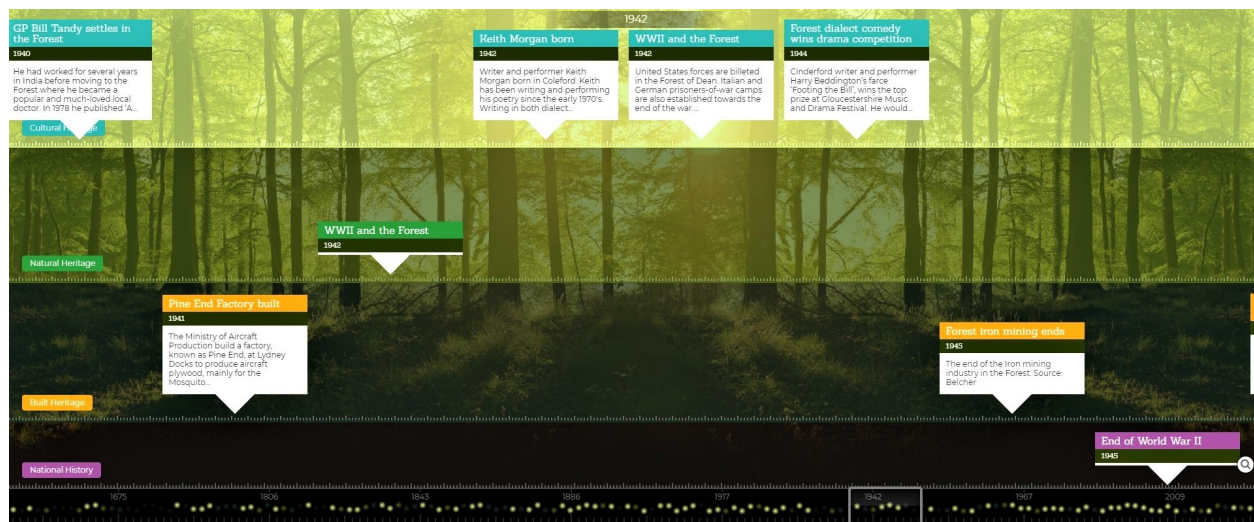 1942
GP Bill Tandy settles in
the Forest
1940
He had worked for several years
in India before moving to the
Forest where he became a
popular and much-loved local
doctor. In 1978 he published 'A...
Keith Morgan born
1942
Writer and performer Keith
Morgan born in Coleford. Keith
has been writing and performing
his poetry since the early 1970's.
Writing in both dialect...
WWII and the Forest
1942
United States forces are billeted
in the Forest of Dean. Italian and
German prisoners-of-war camps
are also established towards the
end of the war....
Forest dialect comedy
wins drama competition
1944
Cinderford writer and performer
Harry Beddington's farce
'Footing the Bill', wins the top
prize at Gloucestershire Music
and Drama Festival. He would...
Cultural
WWII and the Forest
1942
Natural Heritage
Pine End Factory built
1941
The Ministry of Aircraft
Production build a factory,
known as Pine End, at Lydney
Docks to produce aircraft
plywood, mainly for the
Mosquito...
Forest iron mining ends
1945
The end of the Iron mining
industry in the Forest. Source:
Belcher
Built Heritage
End of World War II
1945
National History
1675 1806 1843 1886 1917 1942 1967 2009